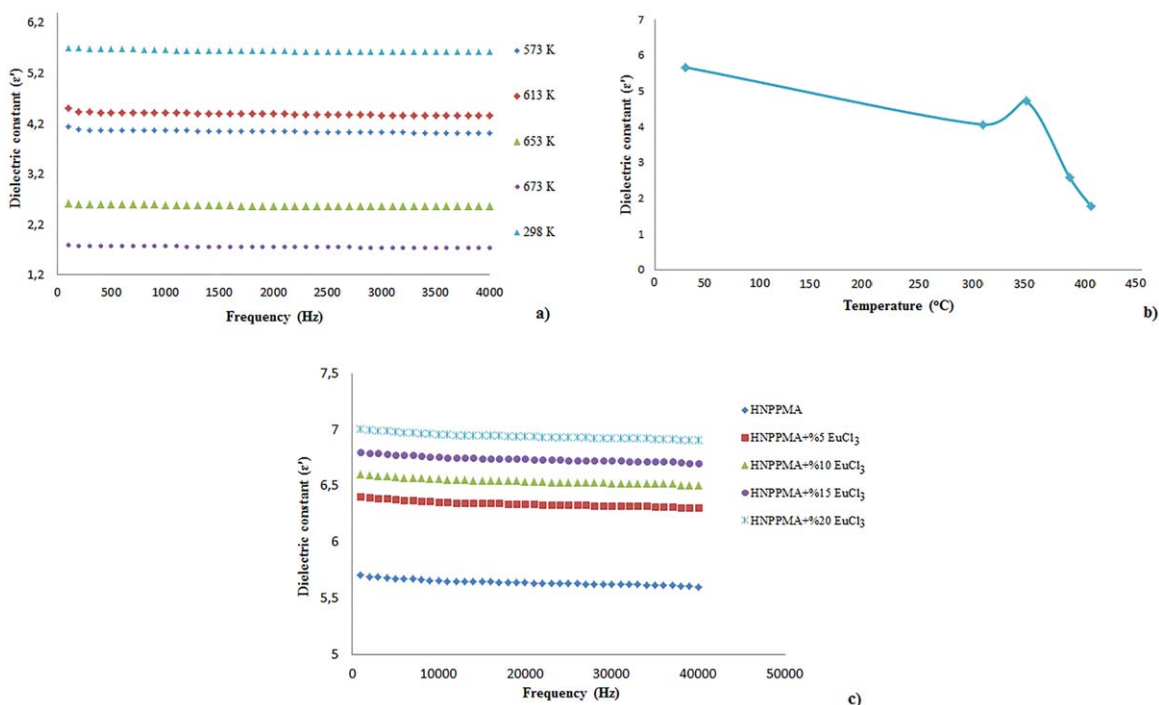 6,2
5,2
4,2
3,2
2,2
1,2
Dielectric constant (ε')
0 500 1000 1500 2000 2500 3000 3500 4000
Frequency (Hz)
573 K
613 K
653 K
673 K
298 K
a)
7
6
5
4
3
2
1
0
Dielectric constant (ε')
0 50 100 150 200 250 300 350 400 450
Temperature (°C)
b)
7,5
7
6,5
6
5,5
5
Dielectric constant (ε')
0 10000 20000 30000 40000 50000
Frequency (Hz)
HNPPMA
HNPPMA+%5 EuCl₃
HNPPMA+%10 EuCl₃
HNPPMA+%15 EuCl₃
HNPPMA+%20 EuCl₃
c)